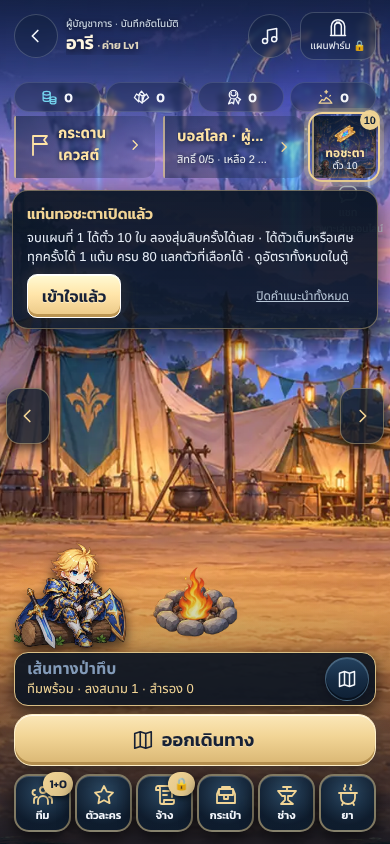 ผู้บัญชาการ · บันทึกอัตโนมัติ
อารี · ค่าย Lv1
แผนฟาร์ม
0
0
0
0
กระดาน
เควสต์
บอสโลก · ผู้...
สิทธิ์ 0/5 · เหลือ 2 ...
10
ทอชะตา
ตั๋ว 10
แท่นทอชะตาเปิดแล้ว
จบแผนที่ 1 ได้ตั๋ว 10 ใบ ลองสุ่มสิบครั้งได้เลย · ได้ตัวเต็มหรือเศษ
ทุกครั้งได้ 1 แต้ม ครบ 80 แลกตัวที่เลือกได้ · ดูอัตราทั้งหมดในตู้
เข้าใจแล้ว
ปิดคำแนะนำทั้งหมด
เส้นทางป่าทึบ
ทีมพร้อม · ลงสนาม 1 · สำรอง 0
ออกเดินทาง
1+0
ทีม
ตัวละคร
จ้าง
กระเป๋า
ช่าง
ยา